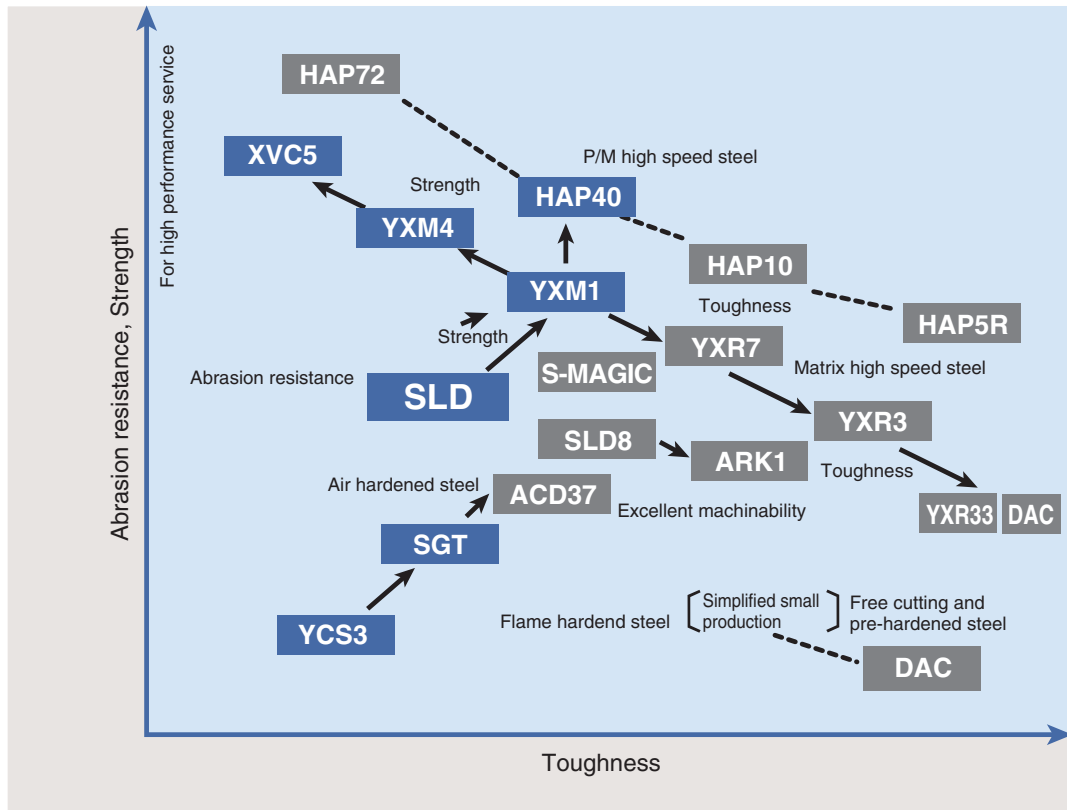 For high performance service
HAP72
XVC5
P/M high speed steel
Strength
HAP40
YXM4
HAP10
YXM1
Toughness
HAP5R
Strength
YXR7
S-MAGIC
Matrix high speed steel
Abrasion resistance
SLD
YXR3
SLD8
ARK1
Toughness
Air hardened steel
ACD37
Excellent machinability
YXR33
DAC
SGT
YCS3
Flame hardend steel
Simplified small
production
Free cutting and
pre-hardened steel
DAC
Abrasion resistance, Strength
Toughness